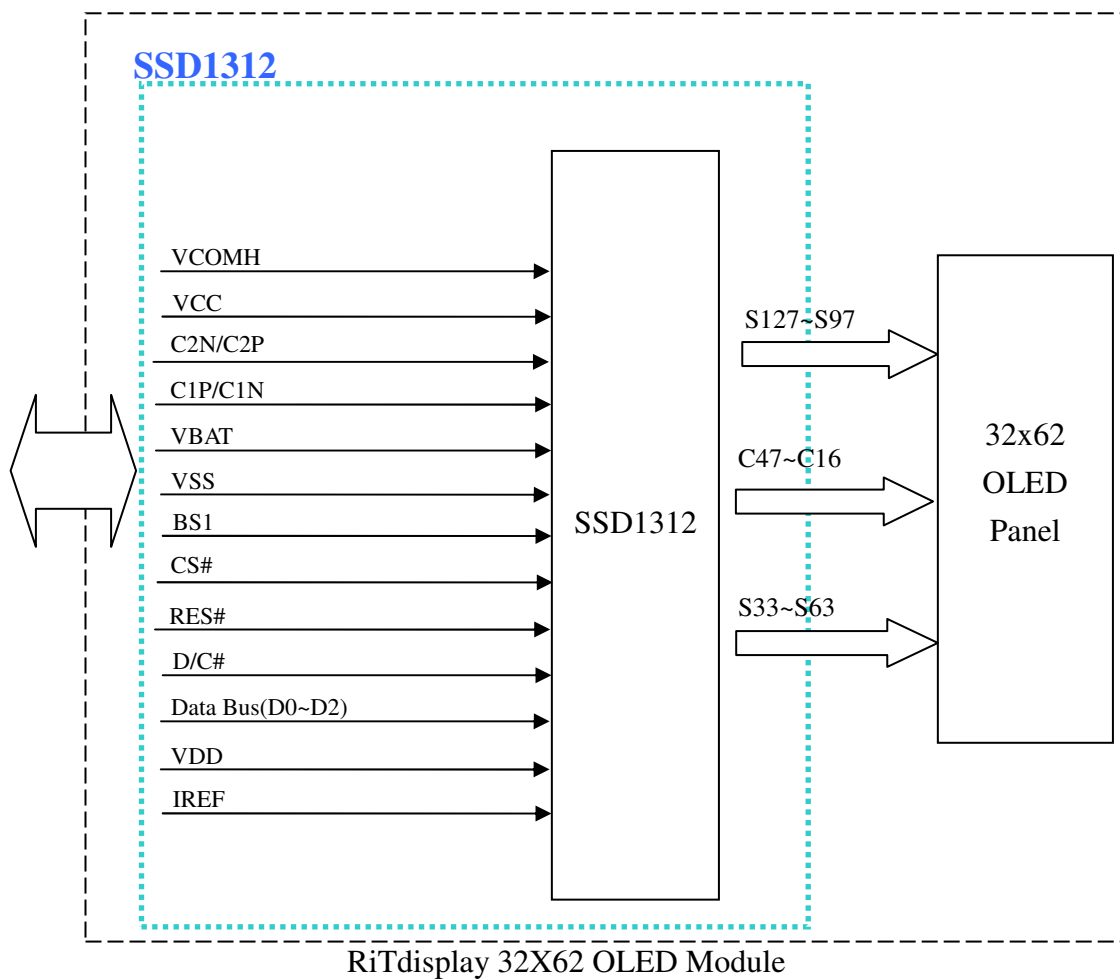 SSD1312
VCOMH
VCC
C2N/C2P
C1P/C1N
VBAT
VSS
BS1
CS#
RES#
D/C#
Data Bus(D0~D2)
VDD
IREF
SSD1312
S127~S97
C47~C16
S33~S63
32x62
OLED
Panel
RiTdisplay 32X62 OLED Module